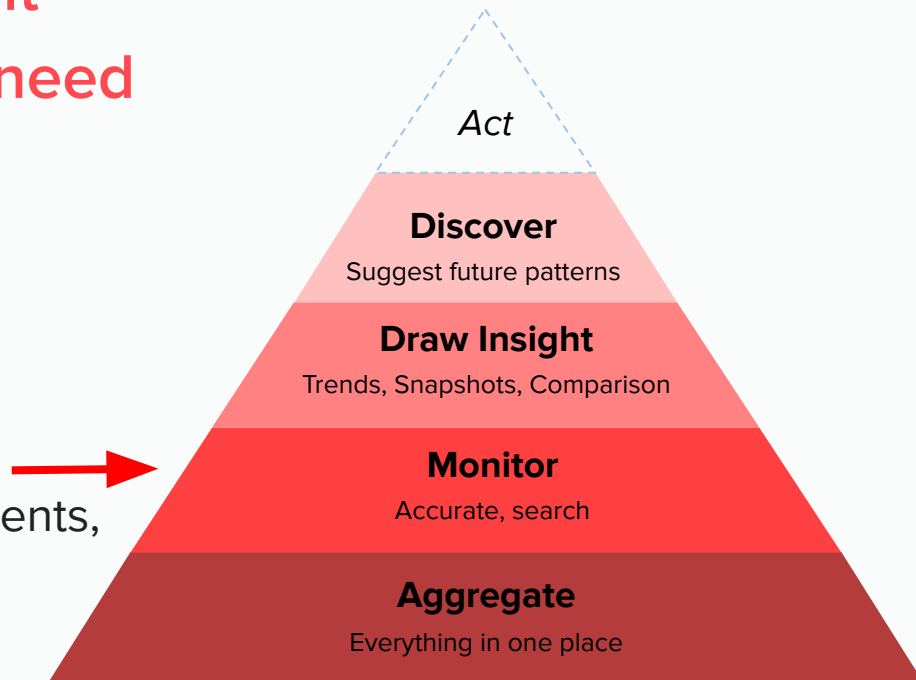 need
Act
Discover
Suggest future patterns
Draw Insight
Trends, Snapshots, Comparison
Monitor
Accurate, search
ents,
Aggregate
Everything in one place